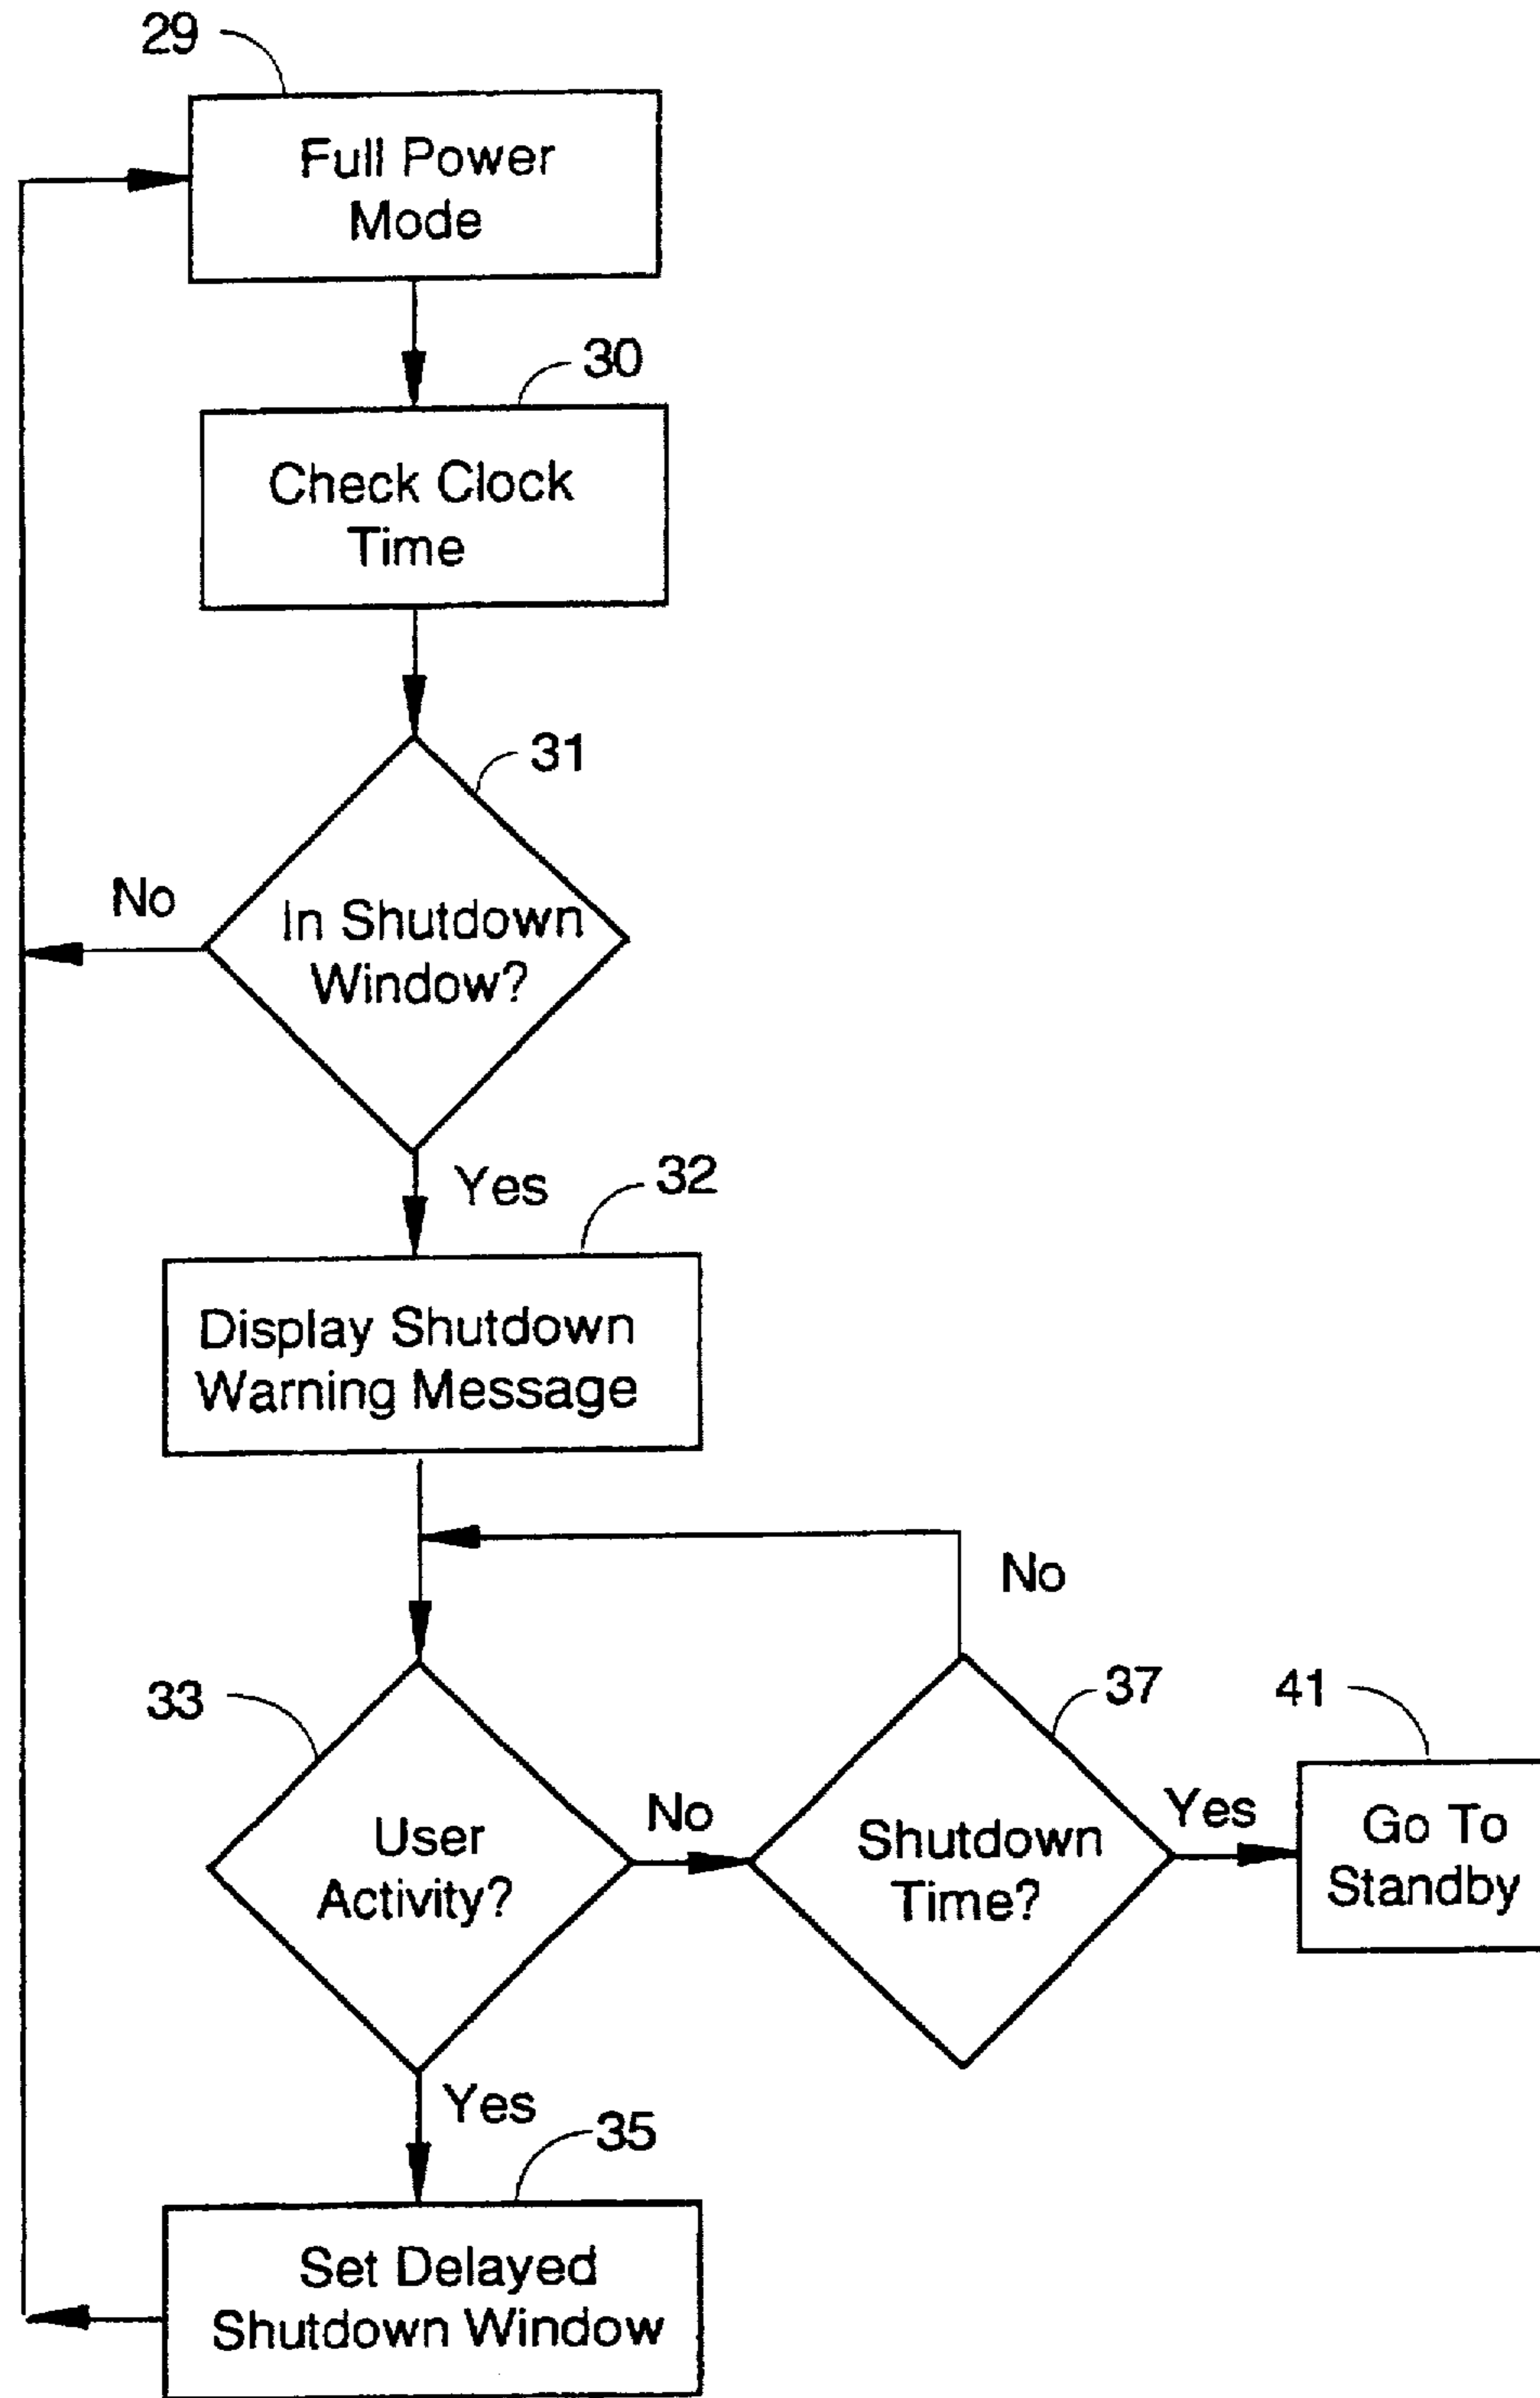 29
Full Power
Mode
30
Check Clock
Time
31
No
In Shutdown
Window?
Yes
32
Display Shutdown
Warning Message
No
33
37
41
User
Activity?
No
Shutdown
Time?
Yes
Go To
Standby
Yes
35
Set Delayed
Shutdown Window